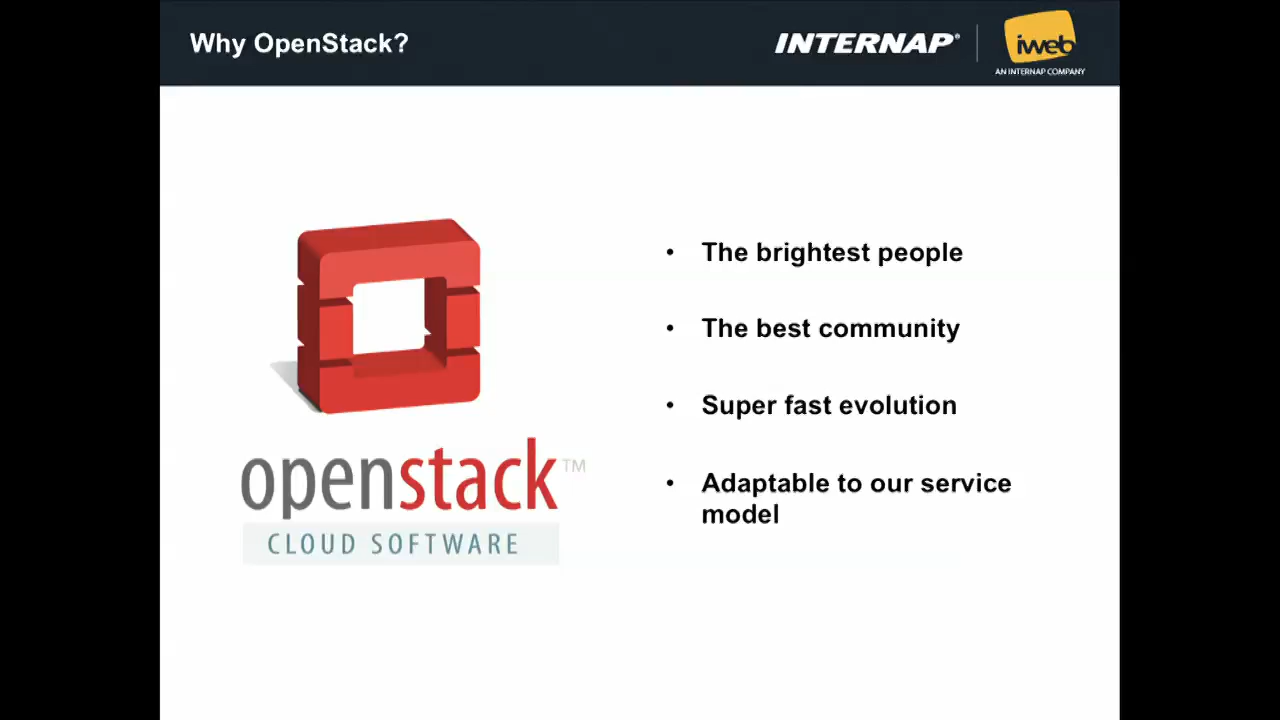 Why OpenStack?
INTERNAP®
iweb
AN INTERNAP COMPANY
• The brightest people
• The best community
• Super fast evolution
• Adaptable to our service
model
openstack™
CLOUD SOFTWARE